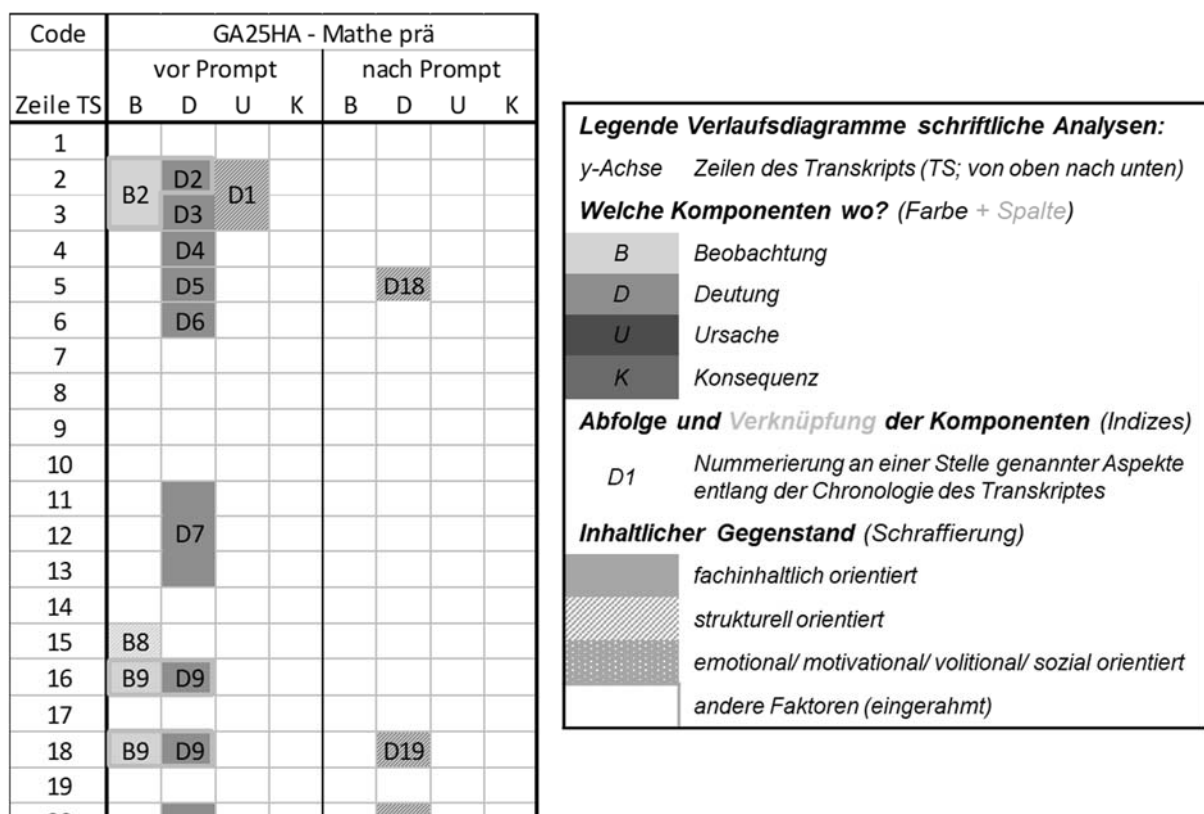 Code GA25HA - Mathe prä
vor Prompt nach Prompt
Zeile TS B D U K B D U K
1
2 D2
B2 D1
3 D3
4 D4
5 D5 D18
6 D6
7
8
9
10
11
12 D7
13
14
15 B8
16 B9 D9
17
18 B9 D9 D19
19
Legende Verlaufsdiagramme schriftliche Analysen:
y-Achse Zeilen des Transkripts (TS; von oben nach unten)
Welche Komponenten wo? (Farbe + Spalte)
B Beobachtung
D Deutung
U Ursache
K Konsequenz
Abfolge und Verknüpfung der Komponenten (Indizes)
D1 Nummerierung an einer Stelle genannter Aspekte
entlang der Chronologie des Transkriptes
Inhaltlicher Gegenstand (Schraffierung)
fachinhaltlich orientiert
strukturell orientiert
emotional/ motivational/ volitional/ sozial orientiert
andere Faktoren (eingerahmt)